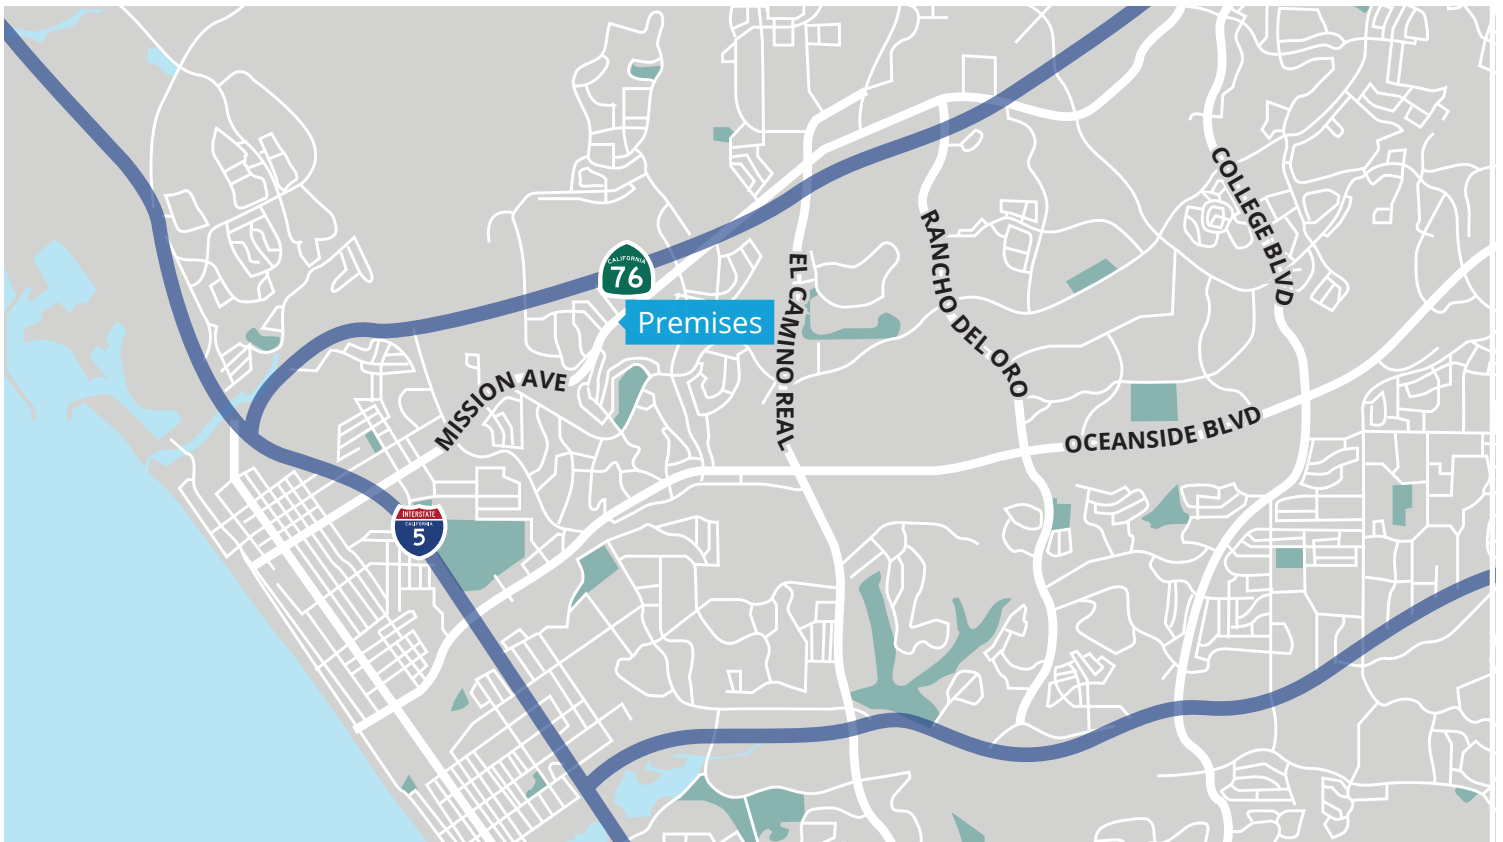 COLLEGE BLVD
RANCHO DEL ORO
CALIFORNIA
76
EL CAMINO REAL
Premises
MISSION AVE
OCEANSIDE BLVD
INTERSTATE
CALIFORNIA
5